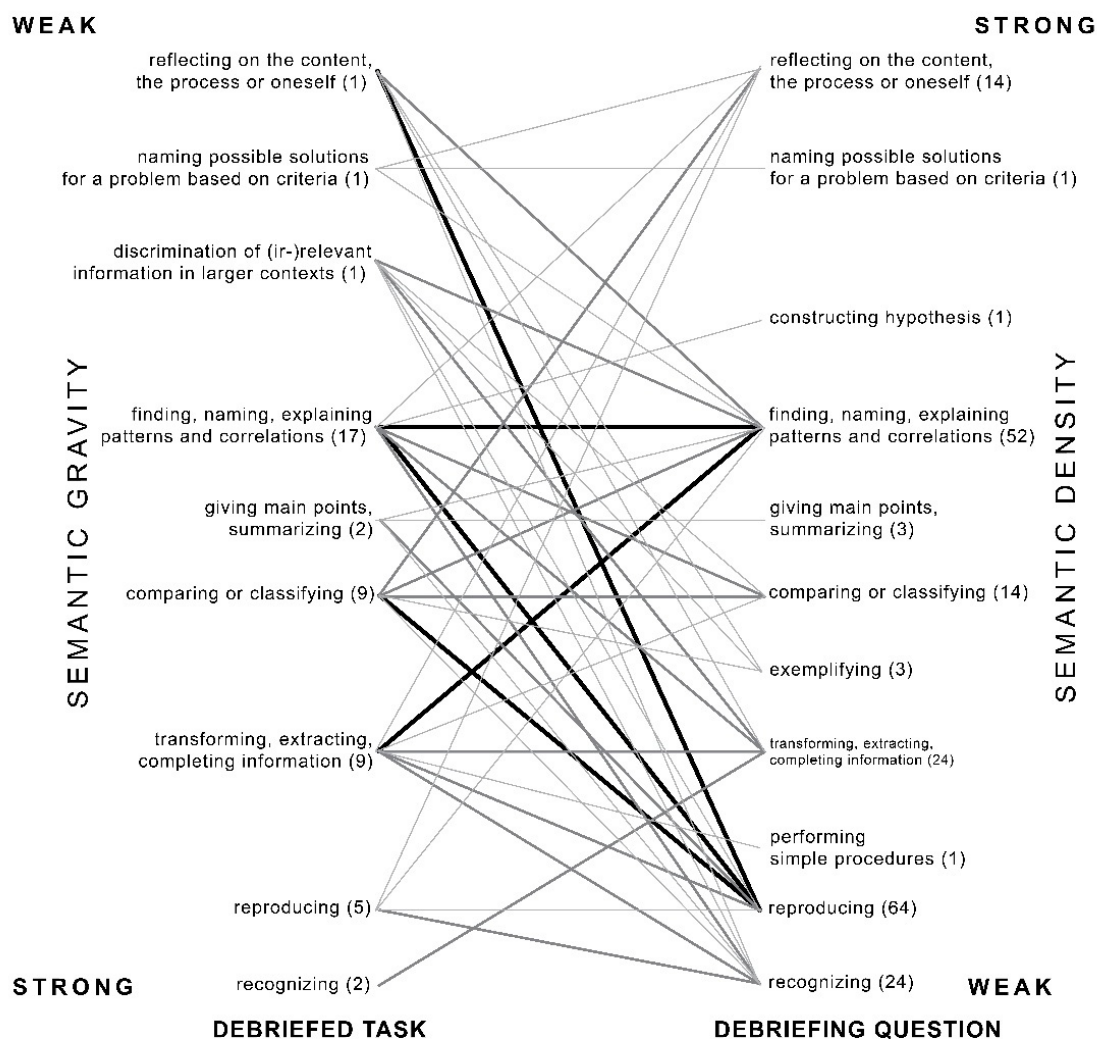 WEAK
STRONG
reflecting on the content,
the process or oneself (1)
naming possible solutions
for a problem based on criteria (1)
discrimination of (ir-)relevant
information in larger contexts (1)
finding, naming, explaining
patterns and correlations (17)
giving main points,
summarizing (2)
comparing or classifying (9)
transforming, extracting,
completing information (9)
reproducing (5)
recognizing (2)
SEMANTIC GRAVITY
reflecting on the content,
the process or oneself (14)
naming possible solutions
for a problem based on criteria (1)
constructing hypothesis (1)
finding, naming, explaining
patterns and correlations (52)
giving main points,
summarizing (3)
comparing or classifying (14)
exemplifying (3)
transforming, extracting,
completing information (24)
performing
simple procedures (1)
reproducing (64)
recognizing (24)
SEMANTIC DENSITY
STRONG
WEAK
DEBRIEFED TASK
DEBRIEFING QUESTION